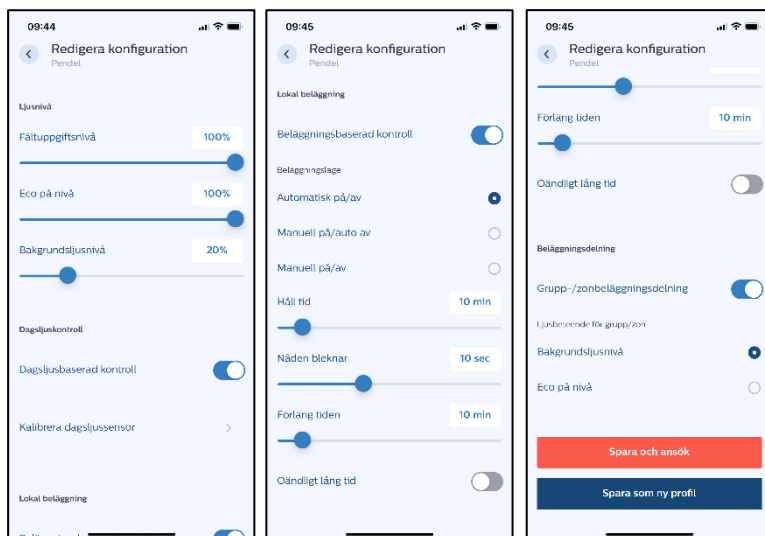 09:44
Redigera konfiguration
Pendel
Ljusnivå
Fältuppgiftsnivå 100%
Eco på nivå 100%
Bakgrundsljusnivå 20%
Dagsljuskontroll
Dagsljusbaserad kontroll
Kalibrera dagsljussensor
Lokal beläggning
09:45
Redigera konfiguration
Pendel
Lokal beläggning
Beläggningsbaserad kontroll
Beläggningsläge
Automatisk på/av
Manuell på/auto av
Manuell på/av
Håll tid 10 min
Nåden bleknar 10 sec
Förläng tiden 10 min
Oändligt lång tid
09:45
Redigera konfiguration
Pendel
Förläng tiden 10 min
Oändligt lång tid
Beläggningsdelning
Grupp-/zonbeläggningsdelning
Ljusbeteende för grupp/zon
Bakgrundsljusnivå
Eco på nivå
Spara och ansök
Spara som ny profil